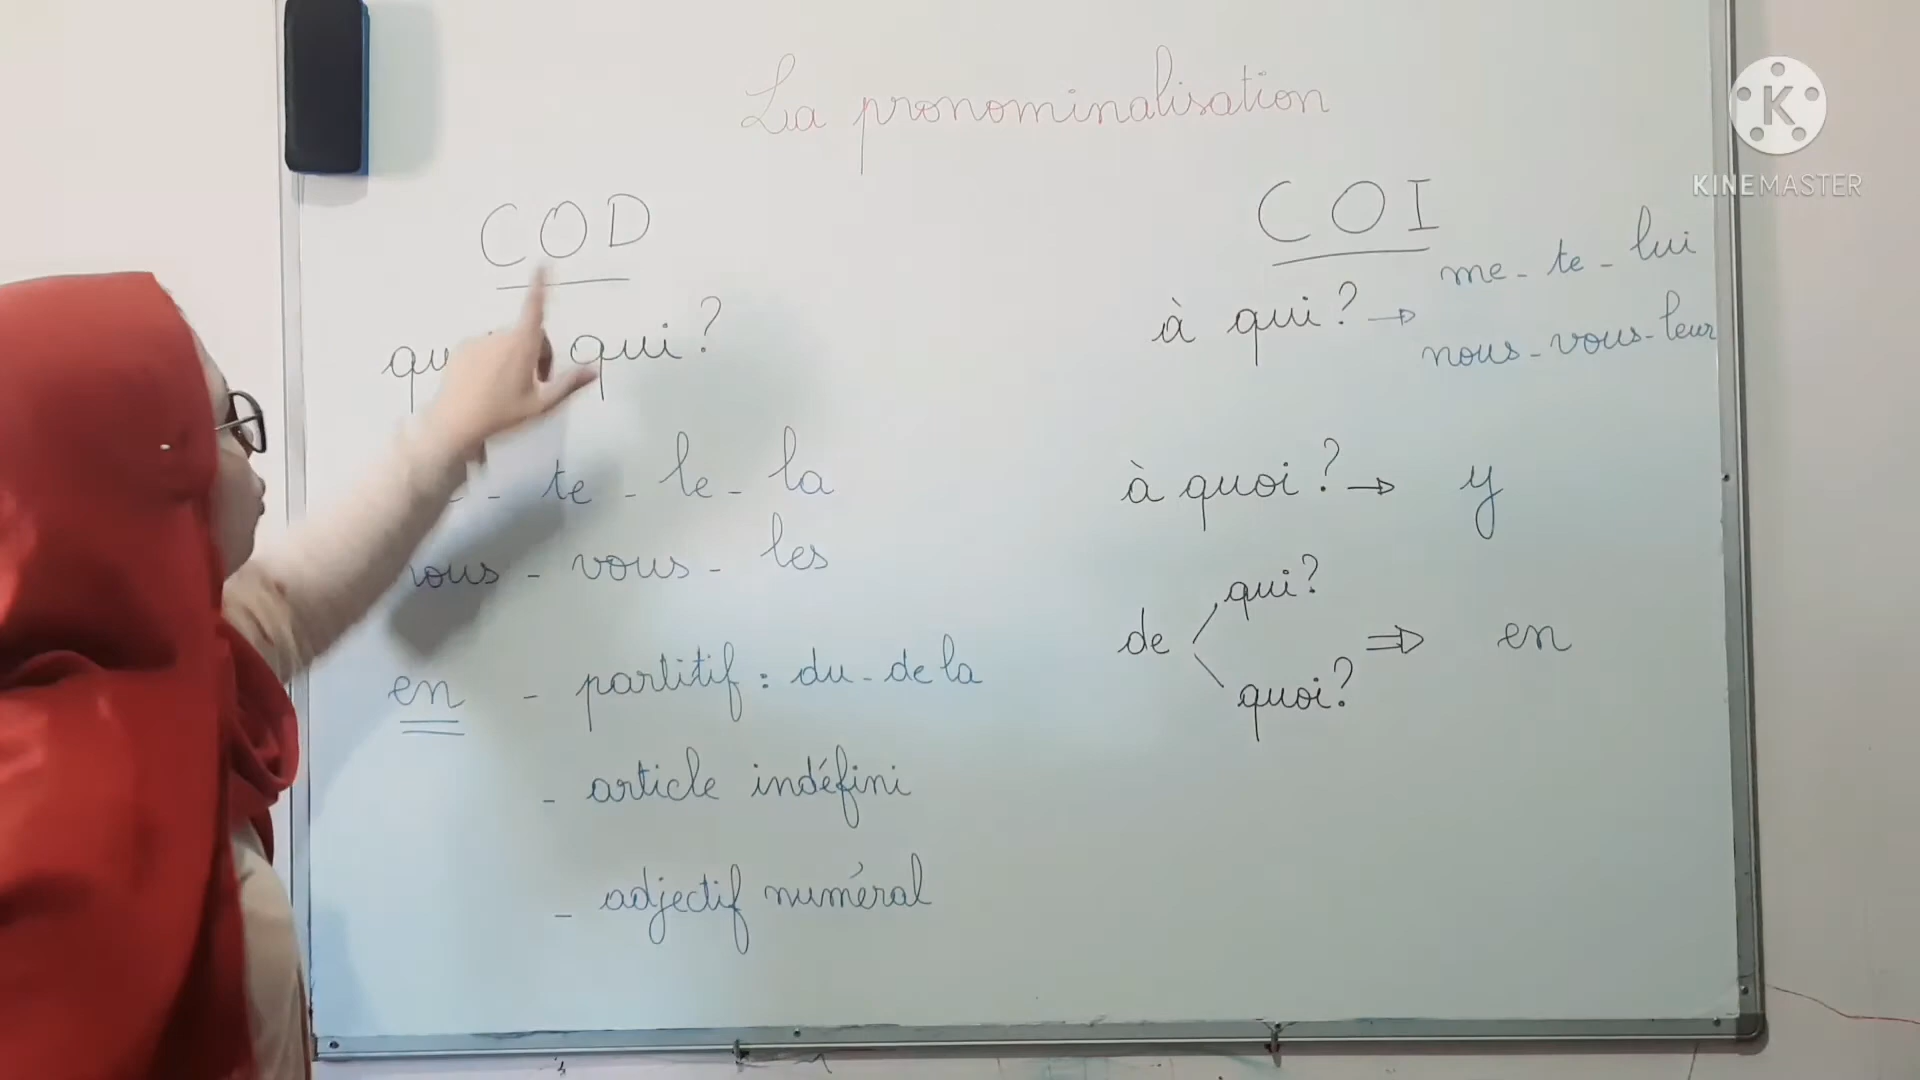 La pronominalisation
KINEMASTER
COD
qui?
te - le - la
nous - vous - les
en - partitif : du - de la
- article indéfini
- adjectif numéral
COI
à qui? → me - te - lui
nous - vous - leur
à quoi? → y
de qui? quoi? ⇒ en